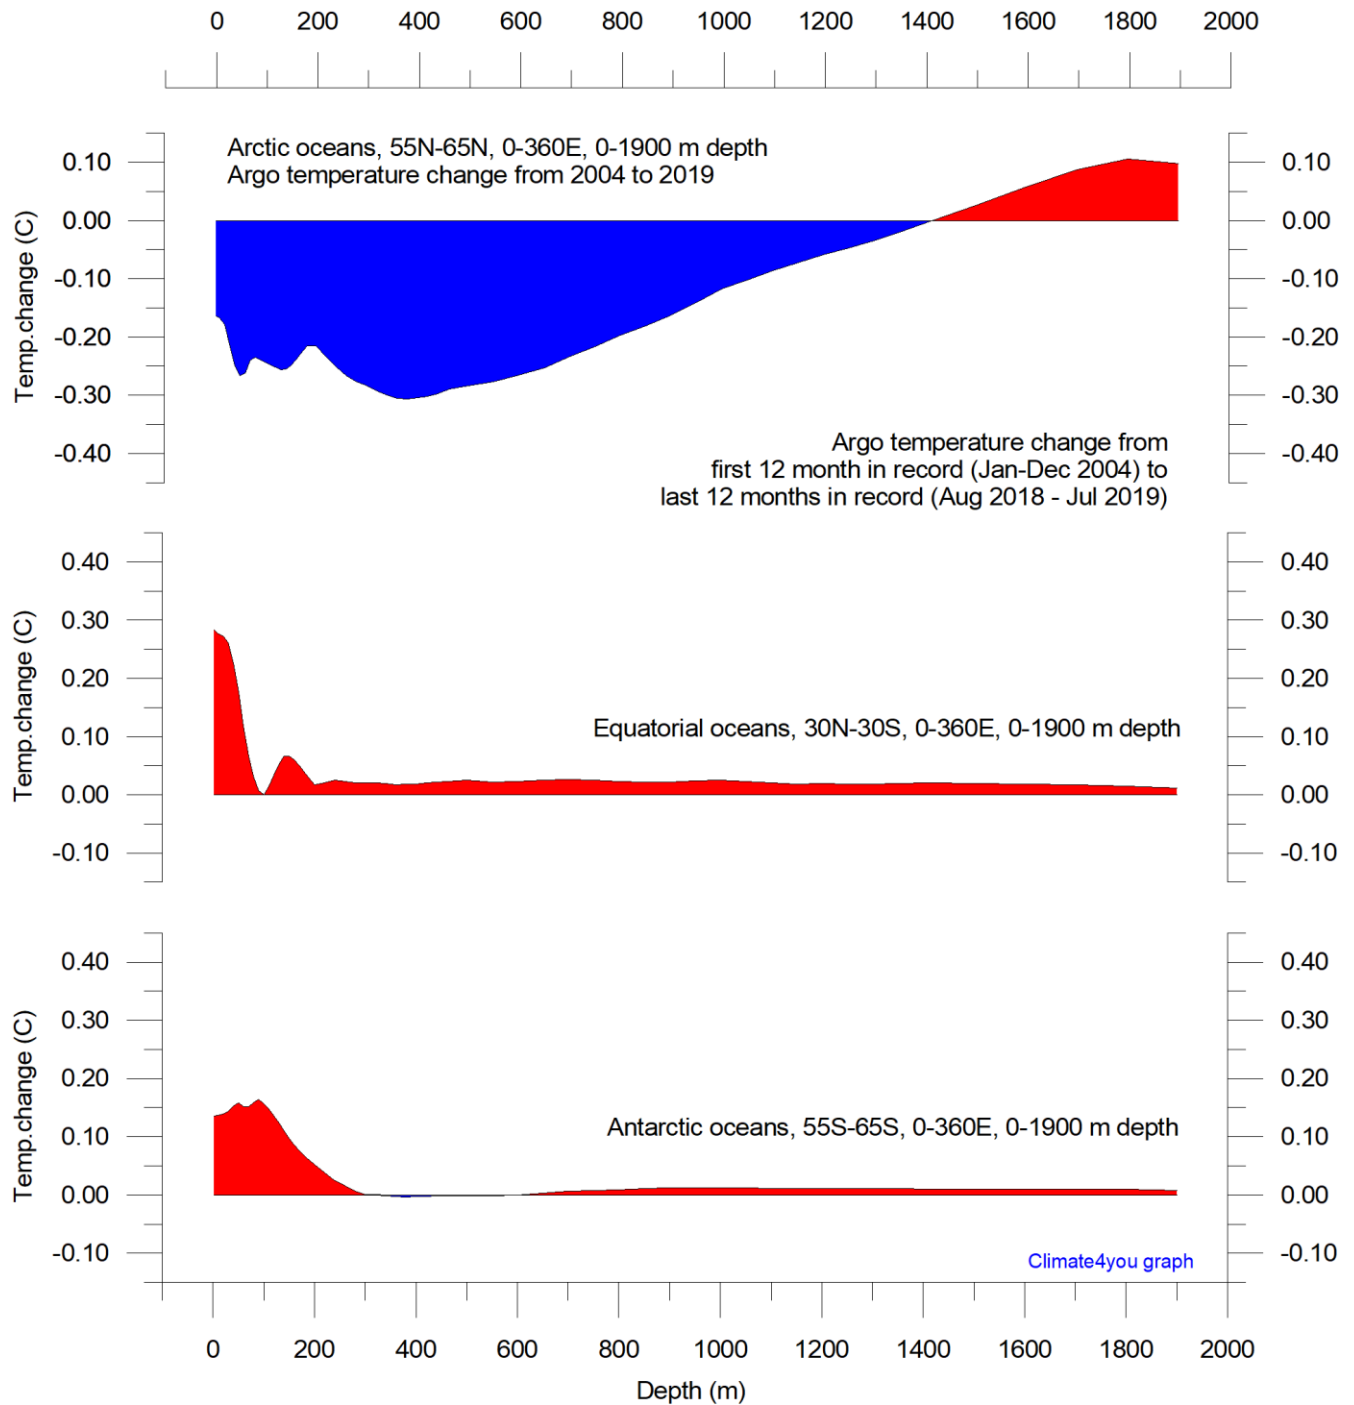 0 200 400 600 800 1000 1200 1400 1600 1800 2000
Arctic oceans, 55N-65N, 0-360E, 0-1900 m depth
Argo temperature change from 2004 to 2019
Temp.change (C)
0.10 0.10
0.00 0.00
-0.10 -0.10
-0.20 -0.20
-0.30 -0.30
-0.40 -0.40
Argo temperature change from
first 12 month in record (Jan-Dec 2004) to
last 12 months in record (Aug 2018 - Jul 2019)
Temp.change (C)
0.40 0.40
0.30 0.30
0.20 0.20
Equatorial oceans, 30N-30S, 0-360E, 0-1900 m depth
0.10 0.10
0.00 0.00
-0.10 -0.10
Temp.change (C)
0.40 0.40
0.30 0.30
0.20 0.20
Antarctic oceans, 55S-65S, 0-360E, 0-1900 m depth
0.10 0.10
0.00 0.00
-0.10 -0.10
Climate4you graph
0 200 400 600 800 1000 1200 1400 1600 1800 2000
Depth (m)